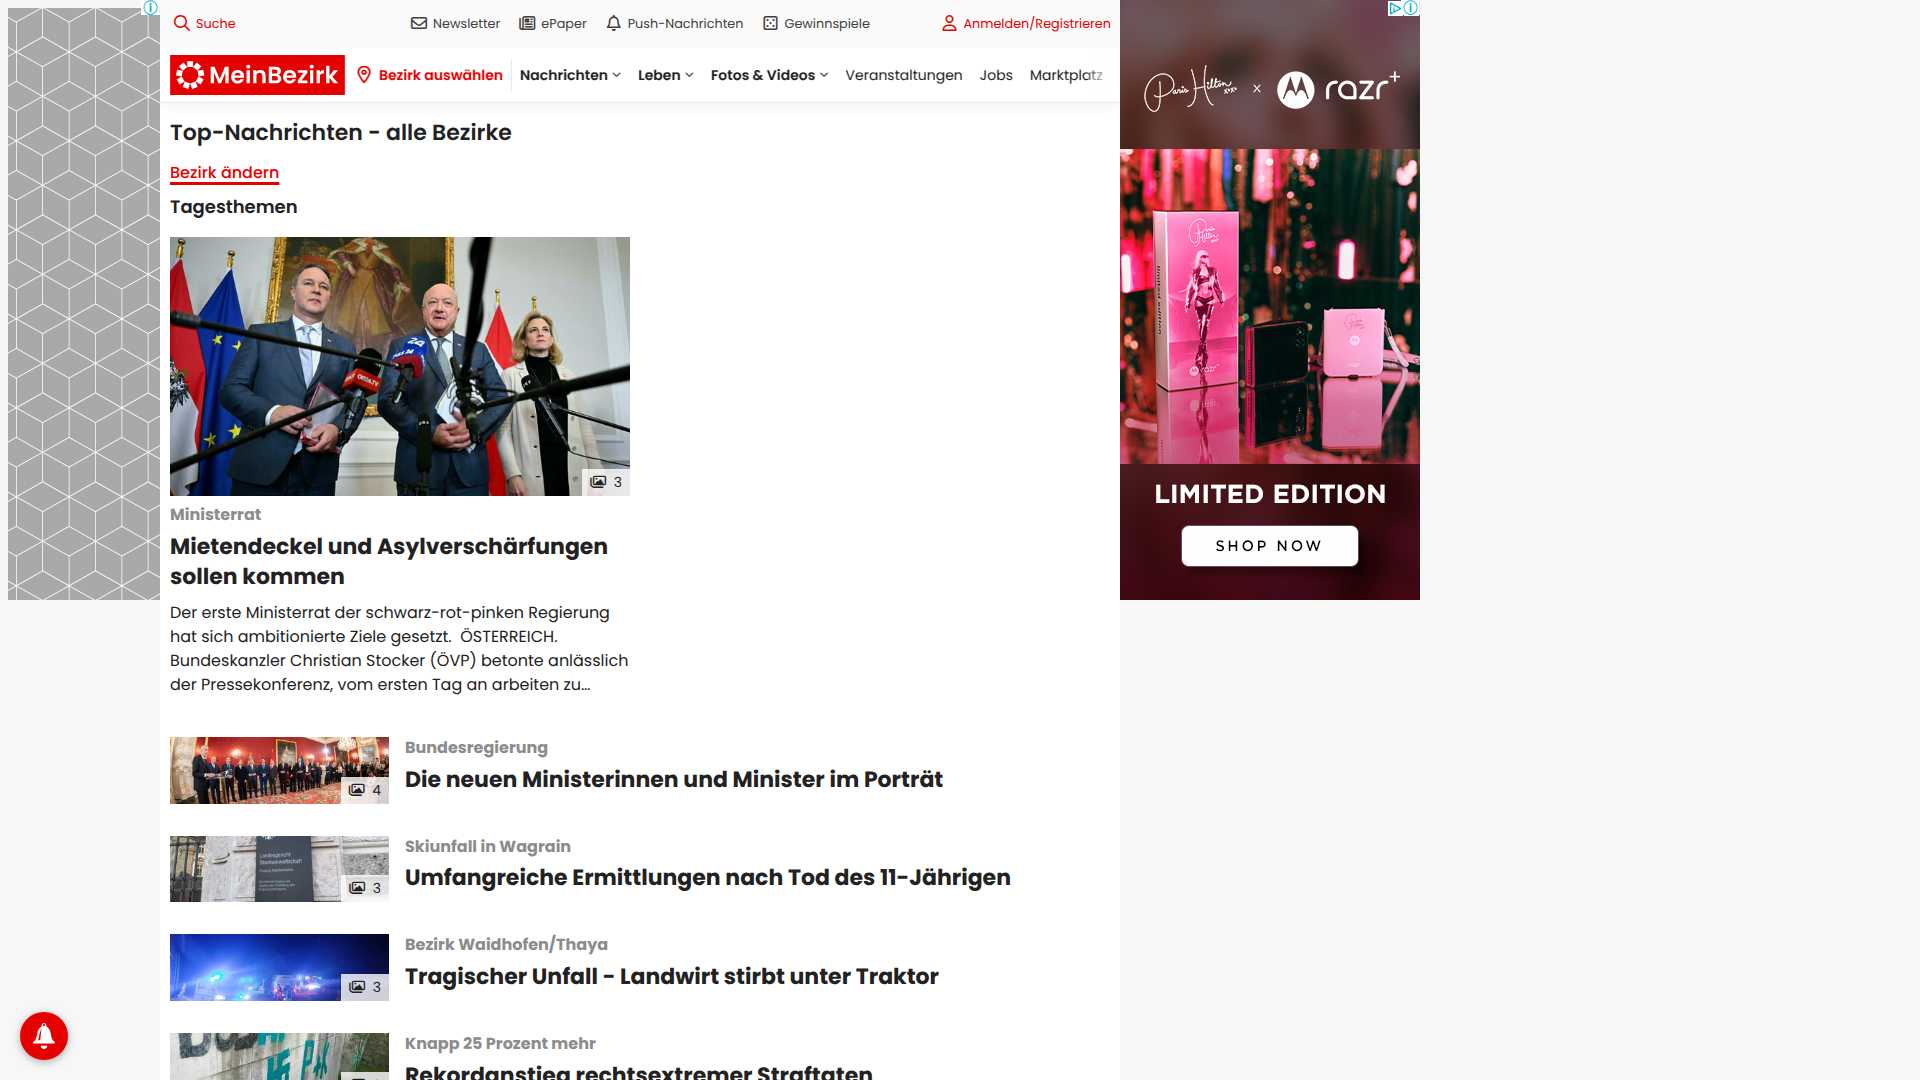 Suche
Newsletter
ePaper
Push-Nachrichten
Gewinnspiele
Anmelden/Registrieren
MeinBezirk
Bezirk auswählen
Nachrichten
Leben
Fotos & Videos
Veranstaltungen
Jobs
Marktplatz
Top-Nachrichten - alle Bezirke
Bezirk ändern
Tagesthemen
3
Ministerrat
Mietendeckel und Asylverschärfungen
sollen kommen
Der erste Ministerrat der schwarz-rot-pinken Regierung
hat sich ambitionierte Ziele gesetzt. ÖSTERREICH.
Bundeskanzler Christian Stocker (ÖVP) betonte anlässlich
der Pressekonferenz, vom ersten Tag an arbeiten zu...
4
Bundesregierung
Die neuen Ministerinnen und Minister im Porträt
3
Skiunfall in Wagrain
Umfangreiche Ermittlungen nach Tod des 11-Jährigen
3
Bezirk Waidhofen/Thaya
Tragischer Unfall - Landwirt stirbt unter Traktor
Knapp 25 Prozent mehr
Rekordanstieg rechtsextremer Straftaten
Paris Hilton x razr+
LIMITED EDITION
SHOP NOW